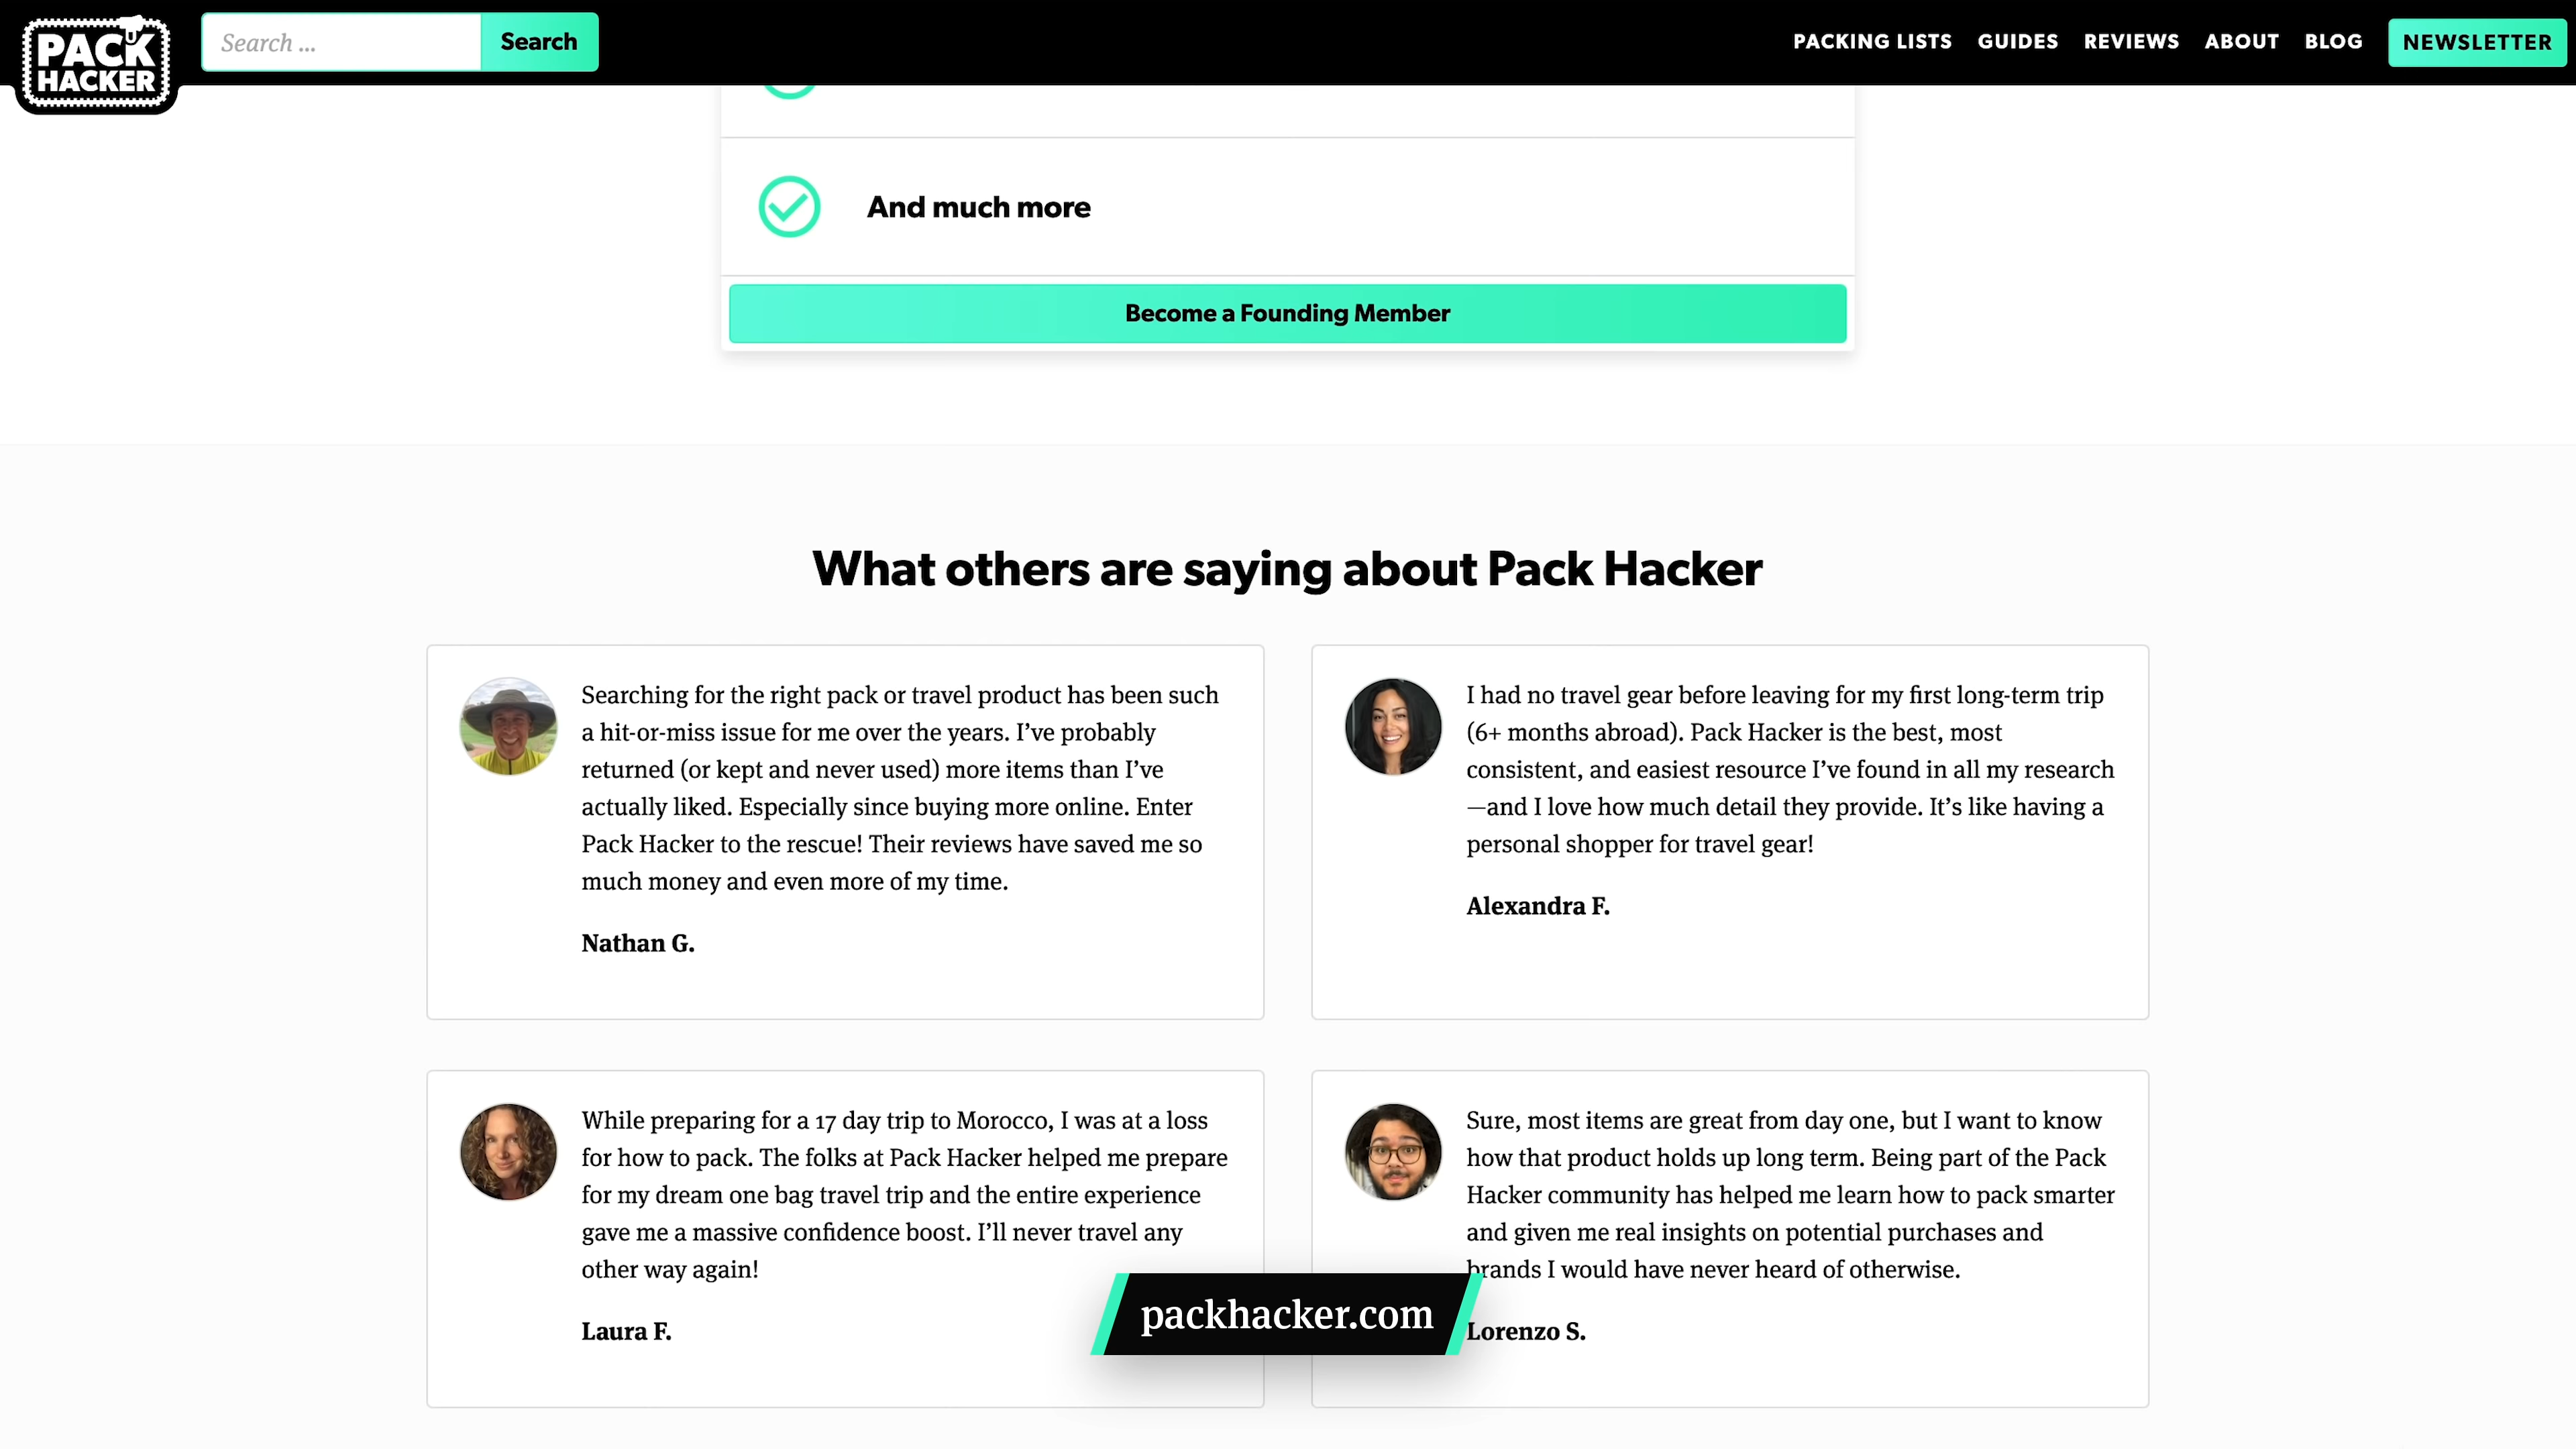 PACK
HACKER
Search ...
Search
PACKING LISTS
GUIDES
REVIEWS
ABOUT
BLOG
NEWSLETTER
And much more
Become a Founding Member
What others are saying about Pack Hacker
Searching for the right pack or travel product has been such
a hit-or-miss issue for me over the years. I’ve probably
returned (or kept and never used) more items than I’ve
actually liked. Especially since buying more online. Enter
Pack Hacker to the rescue! Their reviews have saved me so
much money and even more of my time.
Nathan G.
I had no travel gear before leaving for my first long-term trip
(6+ months abroad). Pack Hacker is the best, most
consistent, and easiest resource I’ve found in all my research
—and I love how much detail they provide. It’s like having a
personal shopper for travel gear!
Alexandra F.
While preparing for a 17 day trip to Morocco, I was at a loss
for how to pack. The folks at Pack Hacker helped me prepare
for my dream one bag travel trip and the entire experience
gave me a massive confidence boost. I’ll never travel any
other way again!
Laura F.
Sure, most items are great from day one, but I want to know
how that product holds up long term. Being part of the Pack
Hacker community has helped me learn how to pack smarter
and given me real insights on potential purchases and
brands I would have never heard of otherwise.
Lorenzo S.
packhacker.com